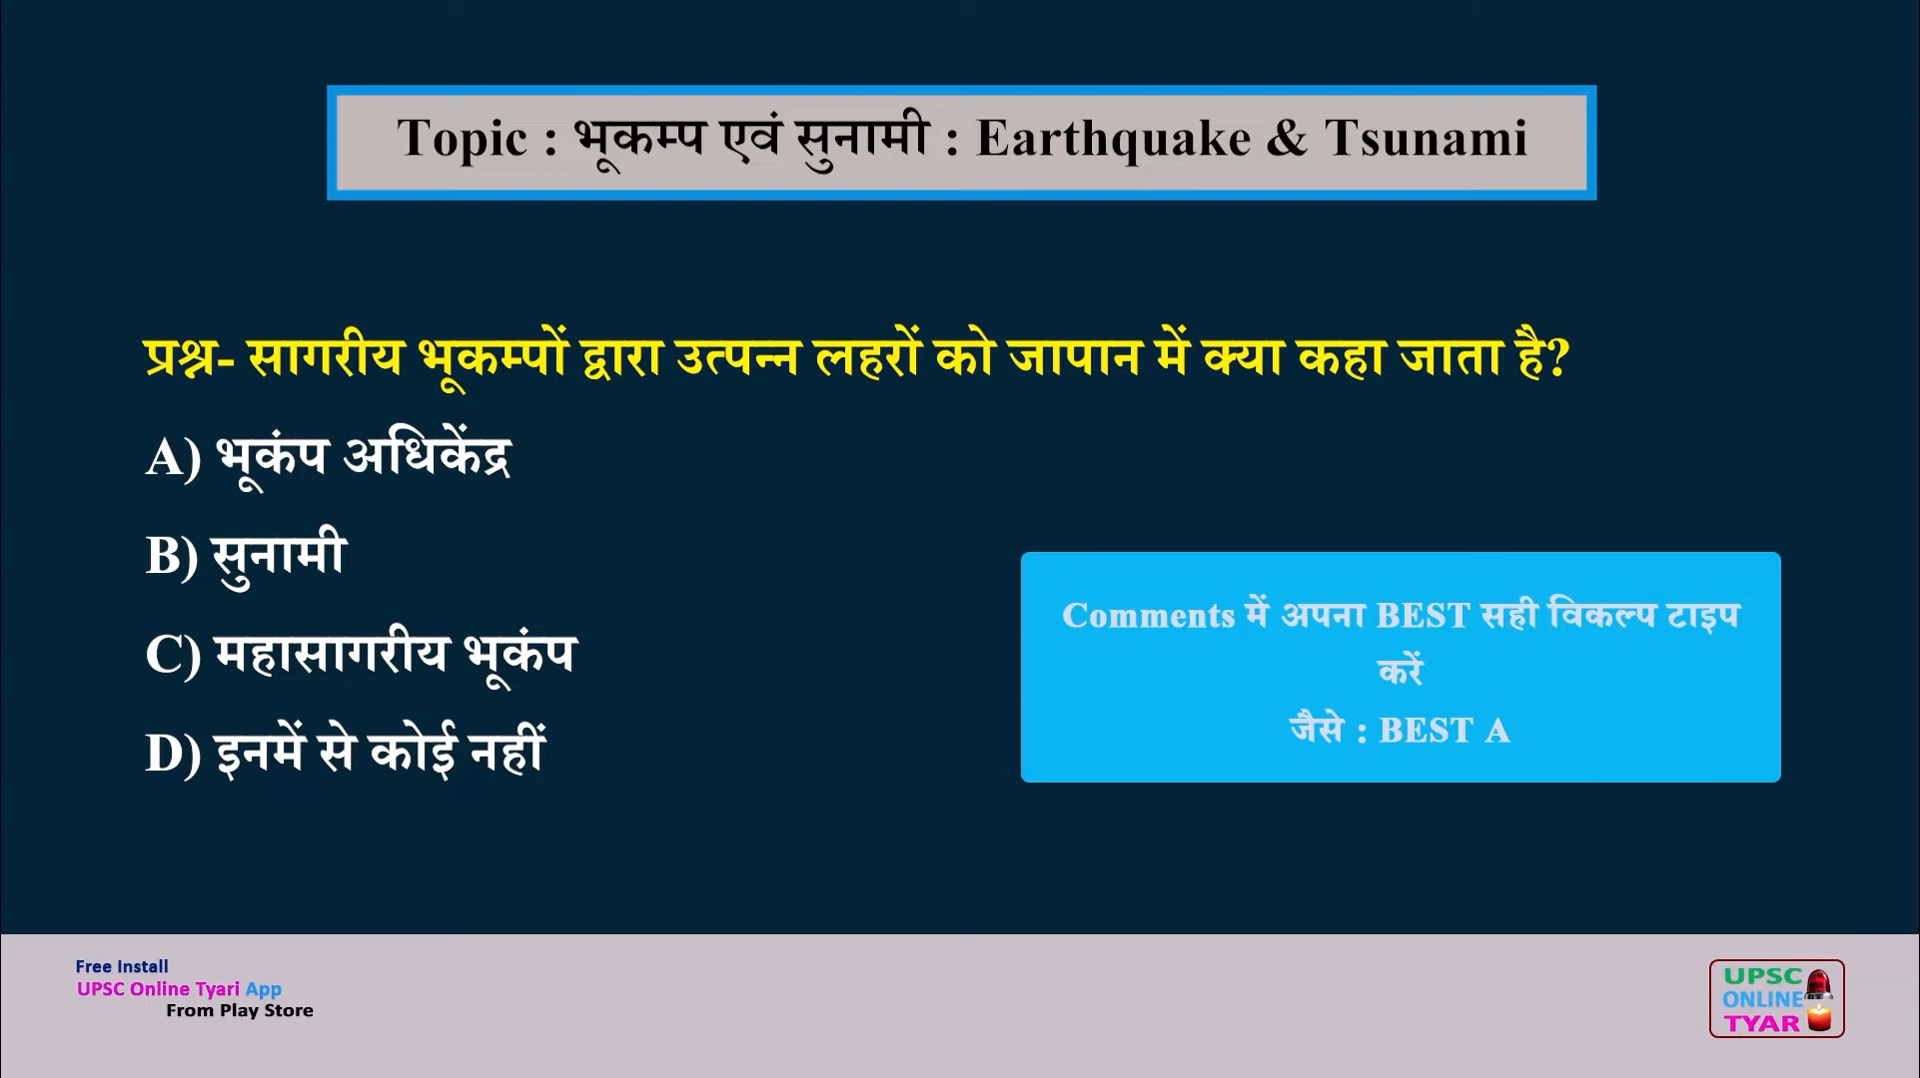 Topic : भूकम्प एवं सुनामी : Earthquake & Tsunami
प्रश्न- सागरीय भूकम्पों द्वारा उत्पन्न लहरों को जापान में क्या कहा जाता है?
A) भूकंप अधिकेंद्र
B) सुनामी
C) महासागरीय भूकंप
D) इनमें से कोई नहीं
Comments में अपना BEST सही विकल्प टाइप
करें
जैसे : BEST A
Free Install
UPSC Online Tyari App
From Play Store
UPSC
ONLINE
TYAR